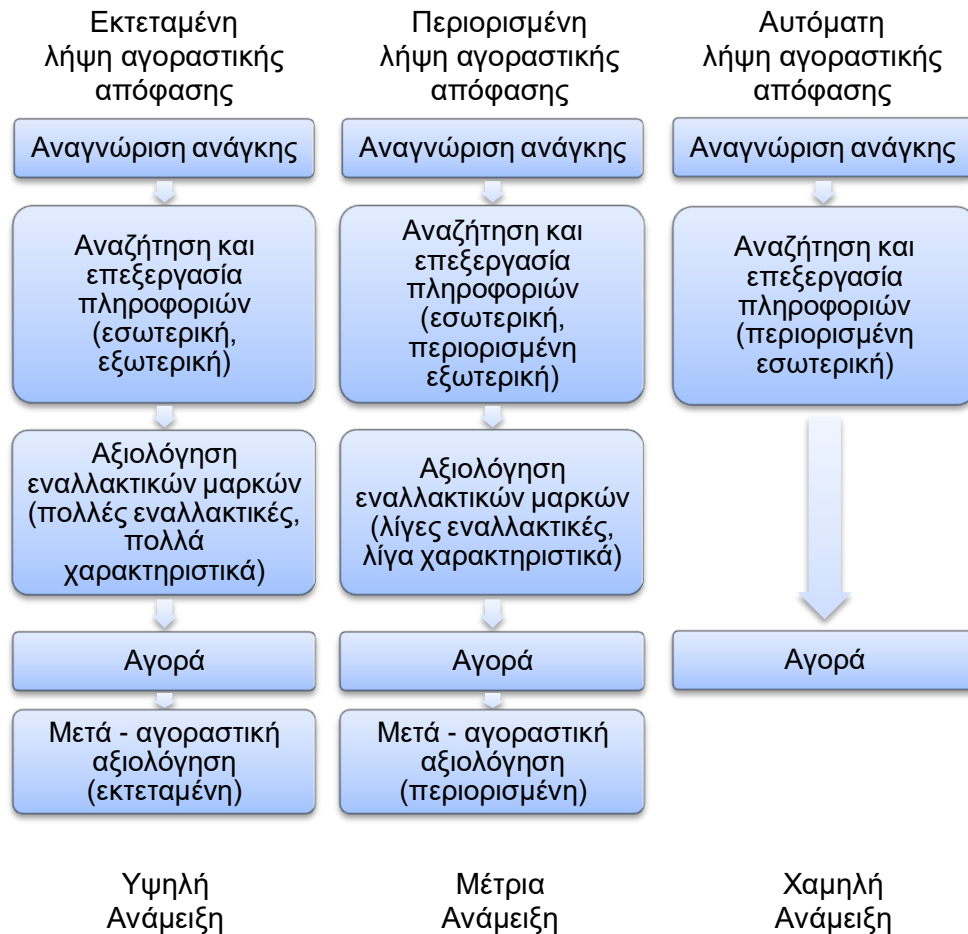 Εκτεταμένη
λήψη αγοραστικής
απόφασης
Αναγνώριση ανάγκης
Αναζήτηση και
επεξεργασία
πληροφοριών
(εσωτερική,
εξωτερική)
Αξιολόγηση
εναλλακτικών μαρκών
(πολλές εναλλακτικές,
πολλά
χαρακτηριστικά)
Αγορά
Μετά - αγοραστική
αξιολόγηση
(εκτεταμένη)
Υψηλή
Ανάμειξη
Περιορισμένη
λήψη αγοραστικής
απόφασης
Αναγνώριση ανάγκης
Αναζήτηση και
επεξεργασία
πληροφοριών
(εσωτερική,
περιορισμένη
εξωτερική)
Αξιολόγηση
εναλλακτικών μαρκών
(λίγες εναλλακτικές,
λίγα χαρακτηριστικά)
Αγορά
Μετά - αγοραστική
αξιολόγηση
(περιορισμένη)
Μέτρια
Ανάμειξη
Αυτόματη
λήψη αγοραστικής
απόφασης
Αναγνώριση ανάγκης
Αναζήτηση και
επεξεργασία
πληροφοριών
(περιορισμένη
εσωτερική)
Αγορά
Χαμηλή
Ανάμειξη